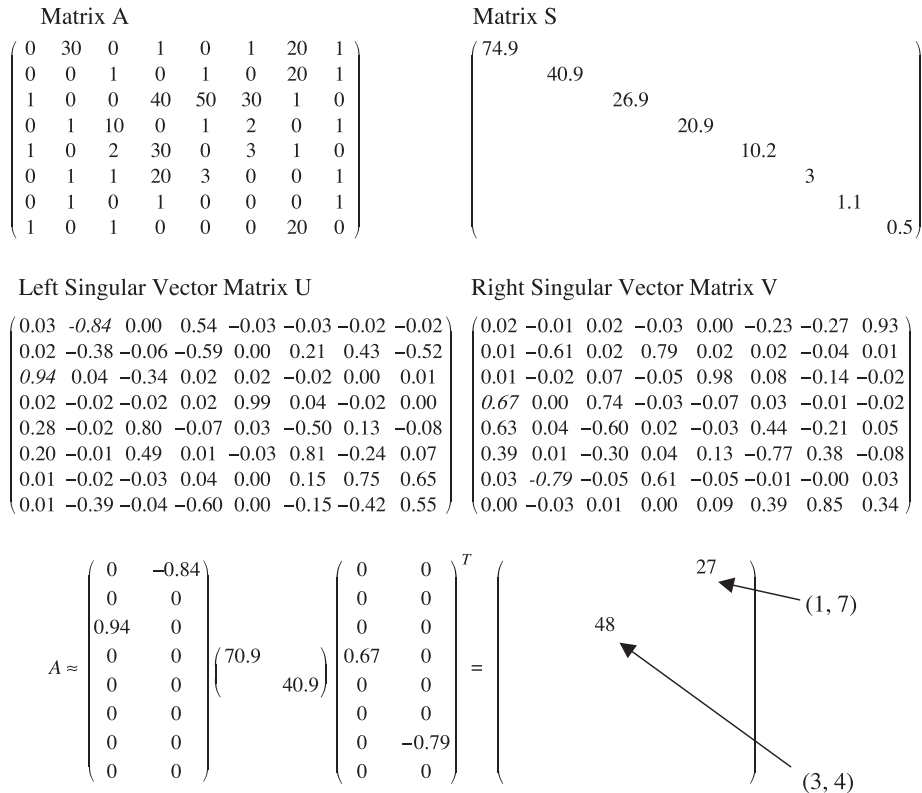 Matrix A
0 30 0 1 0 1 20 1
0 0 1 0 1 0 20 1
1 0 0 40 50 30 1 0
0 1 10 0 1 2 0 1
1 0 2 30 0 3 1 0
0 1 1 20 3 0 0 1
0 1 0 1 0 0 0 1
1 0 1 0 0 0 20 0
Matrix S
74.9
40.9
26.9
20.9
10.2
3
1.1
0.5
Left Singular Vector Matrix U
0.03 -0.84 0.00 0.54 −0.03 −0.03 −0.02 −0.02
0.02 −0.38 −0.06 −0.59 0.00 0.21 0.43 −0.52
0.94 0.04 −0.34 0.02 0.02 −0.02 0.00 0.01
0.02 −0.02 −0.02 0.02 0.99 0.04 −0.02 0.00
0.28 −0.02 0.80 −0.07 0.03 −0.50 0.13 −0.08
0.20 −0.01 0.49 0.01 −0.03 0.81 −0.24 0.07
0.01 −0.02 −0.03 0.04 0.00 0.15 0.75 0.65
0.01 −0.39 −0.04 −0.60 0.00 −0.15 −0.42 0.55
Right Singular Vector Matrix V
0.02 −0.01 0.02 −0.03 0.00 −0.23 −0.27 0.93
0.01 −0.61 0.02 0.79 0.02 0.02 −0.04 0.01
0.01 −0.02 0.07 −0.05 0.98 0.08 −0.14 −0.02
0.67 0.00 0.74 −0.03 −0.07 0.03 −0.01 −0.02
0.63 0.04 −0.60 0.02 −0.03 0.44 −0.21 0.05
0.39 0.01 −0.30 0.04 0.13 −0.77 0.38 −0.08
0.03 -0.79 −0.05 0.61 −0.05 −0.01 −0.00 0.03
0.00 −0.03 0.01 0.00 0.09 0.39 0.85 0.34
A ≈
0 −0.84
0 0
0.94 0
0 0
0 0
0 0
0 0
0 0
70.9
40.9
0 0
0 0
0 0
0.67 0
0 0
0 0
0 −0.79
0 0
T
=
27
48
(1, 7)
(3, 4)